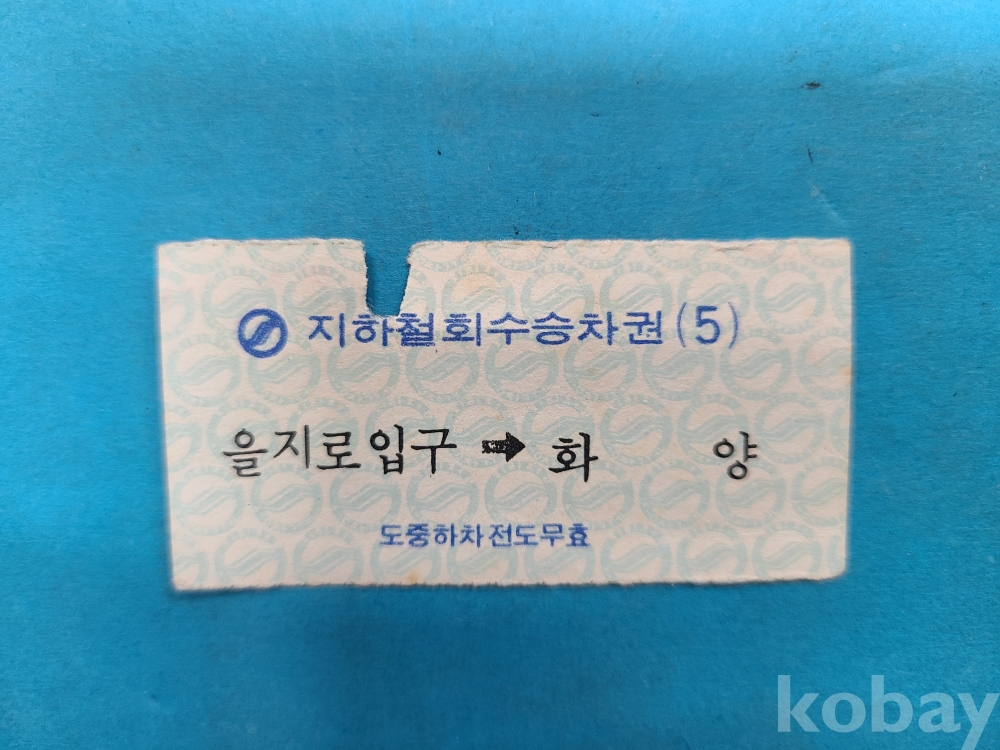 지하철회수승차권(5)
을지로입구 ➡ 화 양
도중하차전도무효
kobay